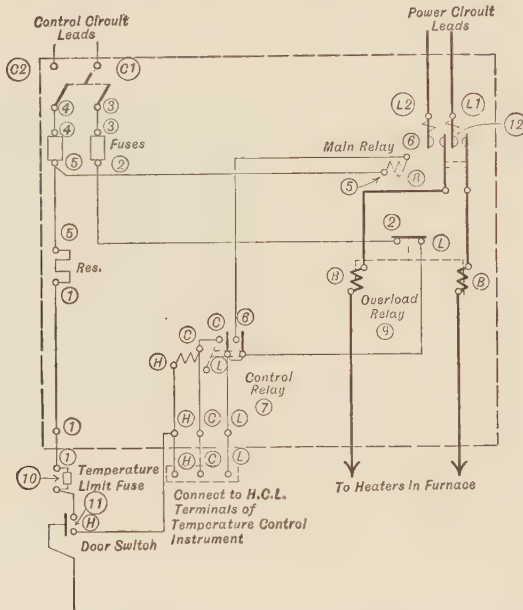 Control Circuit
Leads
Power Circuit
Leads
C2
C1
L2
L1
12
4
3
4
3
Fuses
5
2
Main Relay
6
5
8
2
L
5
Res.
1
B
B
Overload
Relay
9
C
C
6
H
L
Control
Relay
7
1
H
C
L
1
10
Temperature
Limit Fuse
H
C
L
11
H
Door Switch
Connect to H.C.L.
Terminals of
Temperature Control
Instrument
To Heaters in Furnace